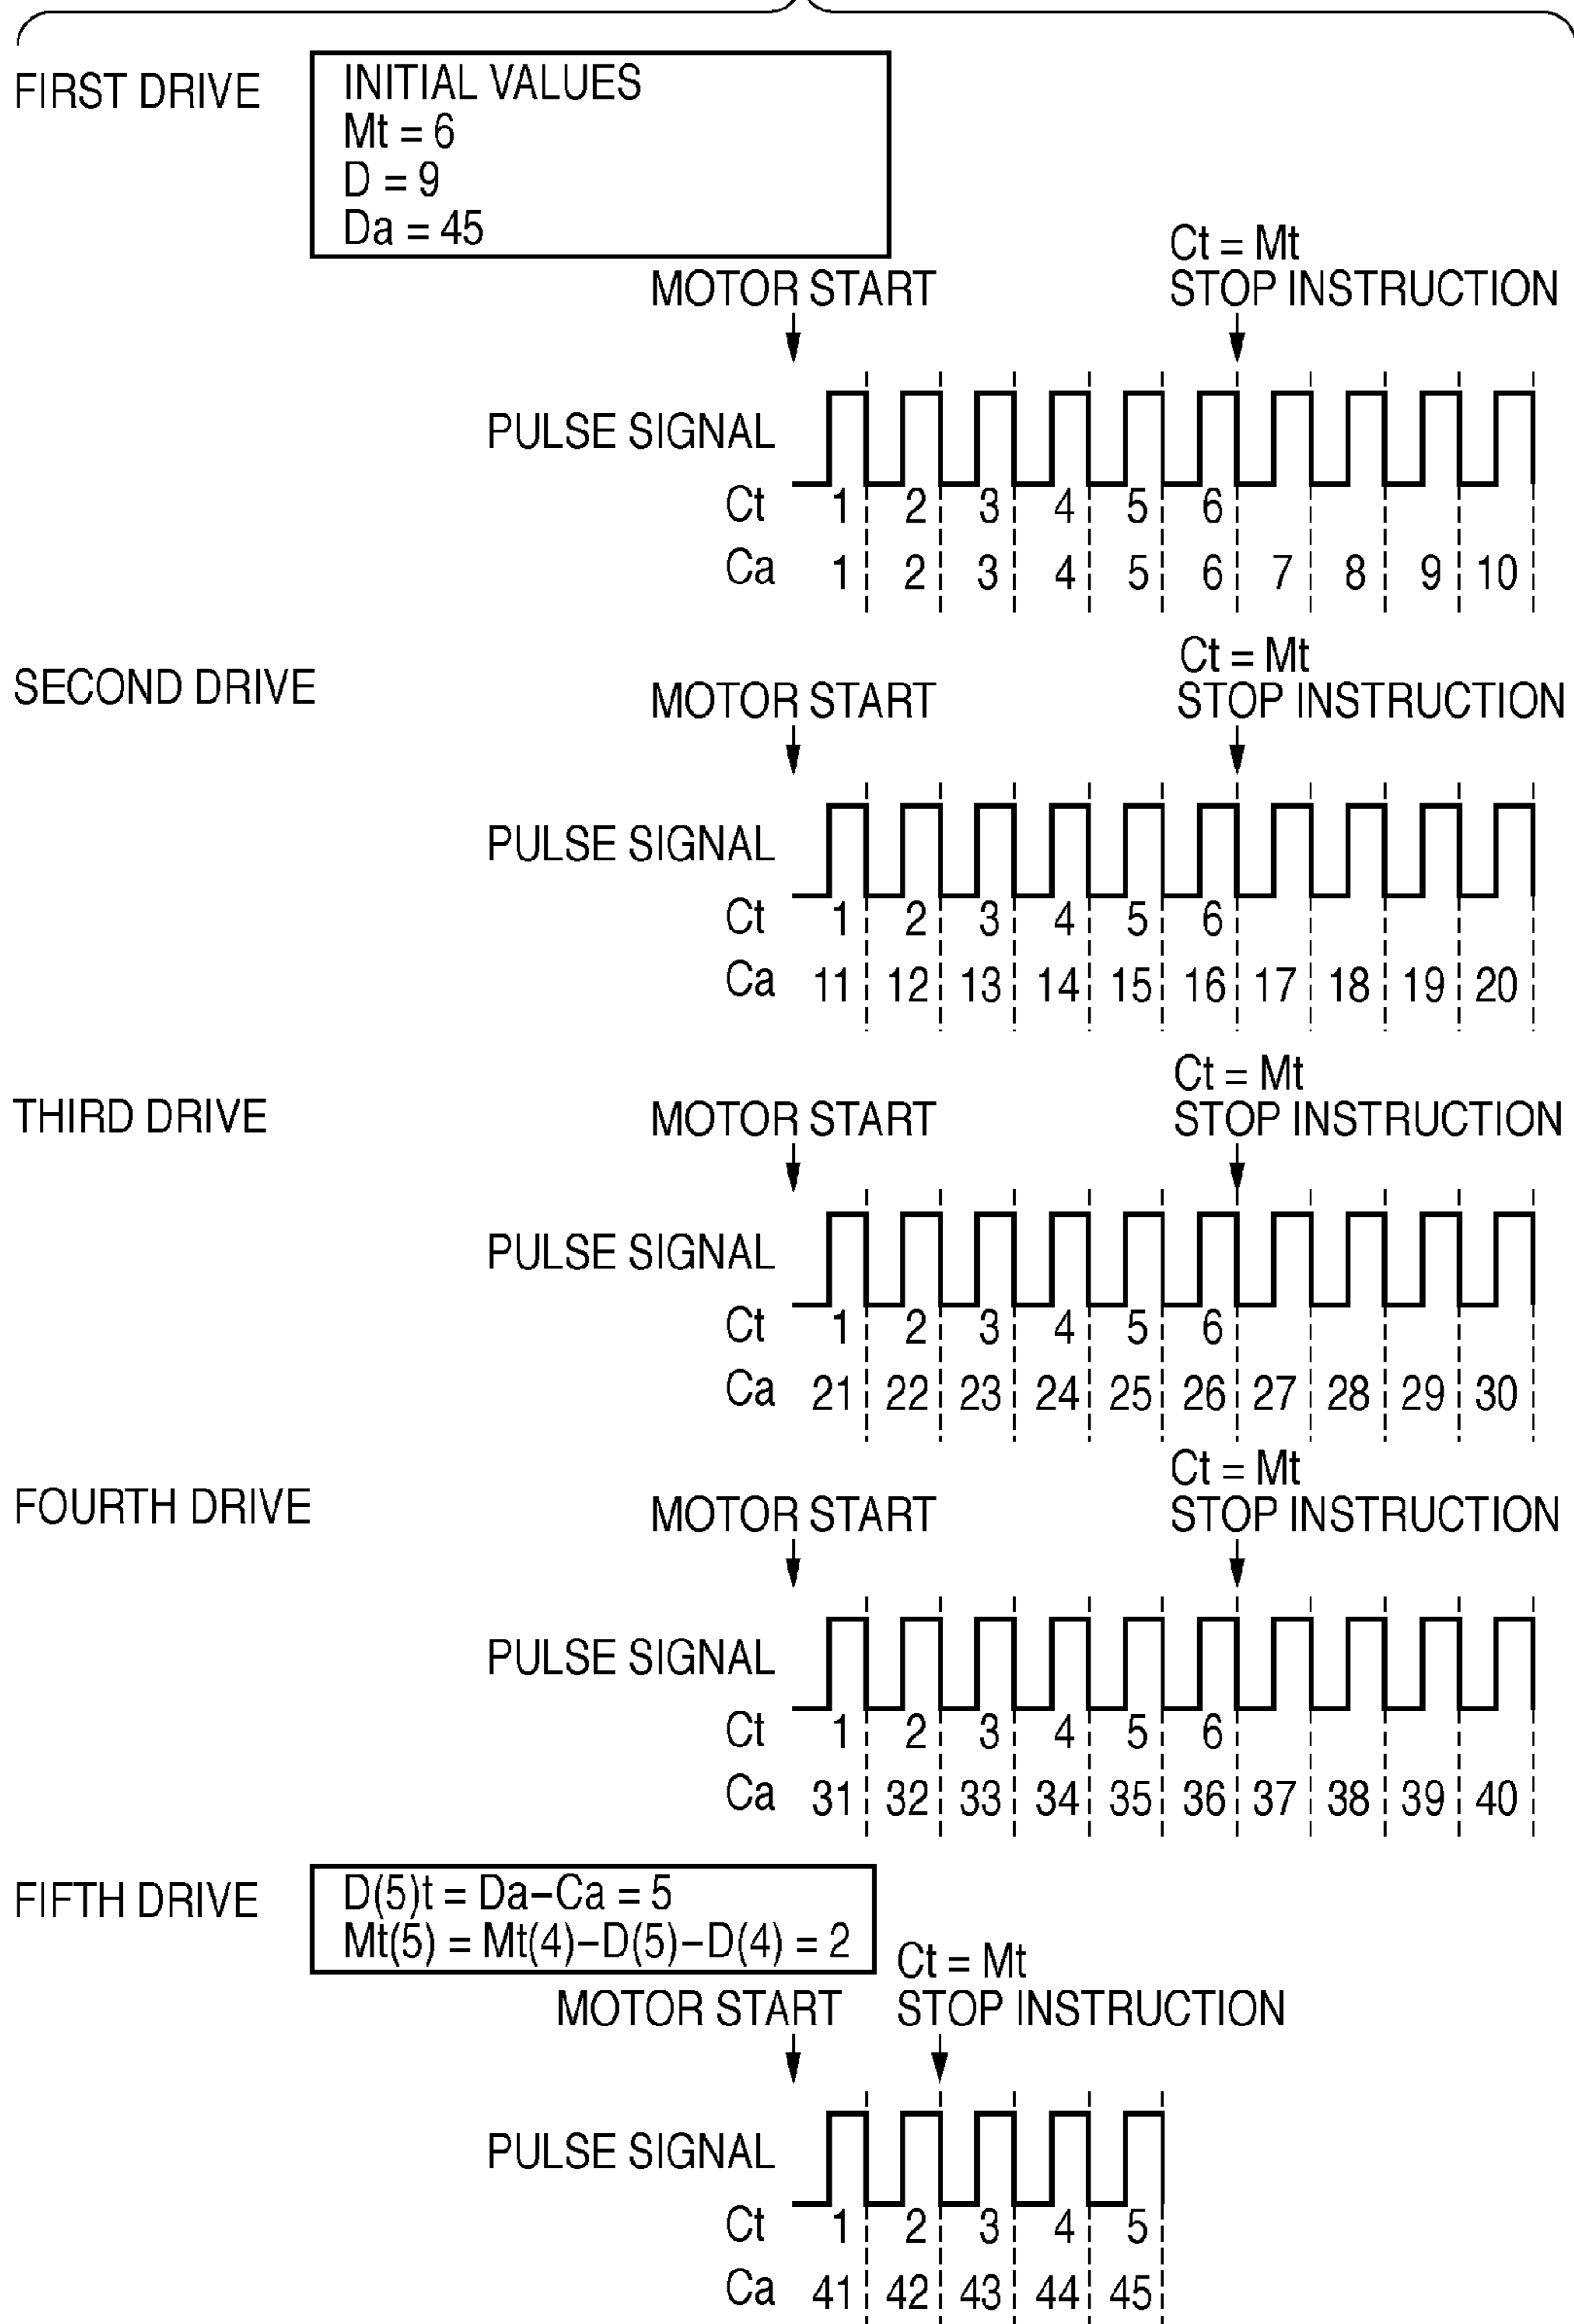 FIRST DRIVE
INITIAL VALUES
Mt = 6
D = 9
Da = 45
Ct = Mt
MOTOR START STOP INSTRUCTION
PULSE SIGNAL
Ct 1 2 3 4 5 6
Ca 1 2 3 4 5 6 7 8 9 10
SECOND DRIVE
Ct = Mt
MOTOR START STOP INSTRUCTION
PULSE SIGNAL
Ct 1 2 3 4 5 6
Ca 11 12 13 14 15 16 17 18 19 20
THIRD DRIVE
Ct = Mt
MOTOR START STOP INSTRUCTION
PULSE SIGNAL
Ct 1 2 3 4 5 6
Ca 21 22 23 24 25 26 27 28 29 30
FOURTH DRIVE
Ct = Mt
MOTOR START STOP INSTRUCTION
PULSE SIGNAL
Ct 1 2 3 4 5 6
Ca 31 32 33 34 35 36 37 38 39 40
FIFTH DRIVE
D(5)t = Da–Ca = 5
Mt(5) = Mt(4)–D(5)–D(4) = 2
Ct = Mt
MOTOR START STOP INSTRUCTION
PULSE SIGNAL
Ct 1 2 3 4 5
Ca 41 42 43 44 45